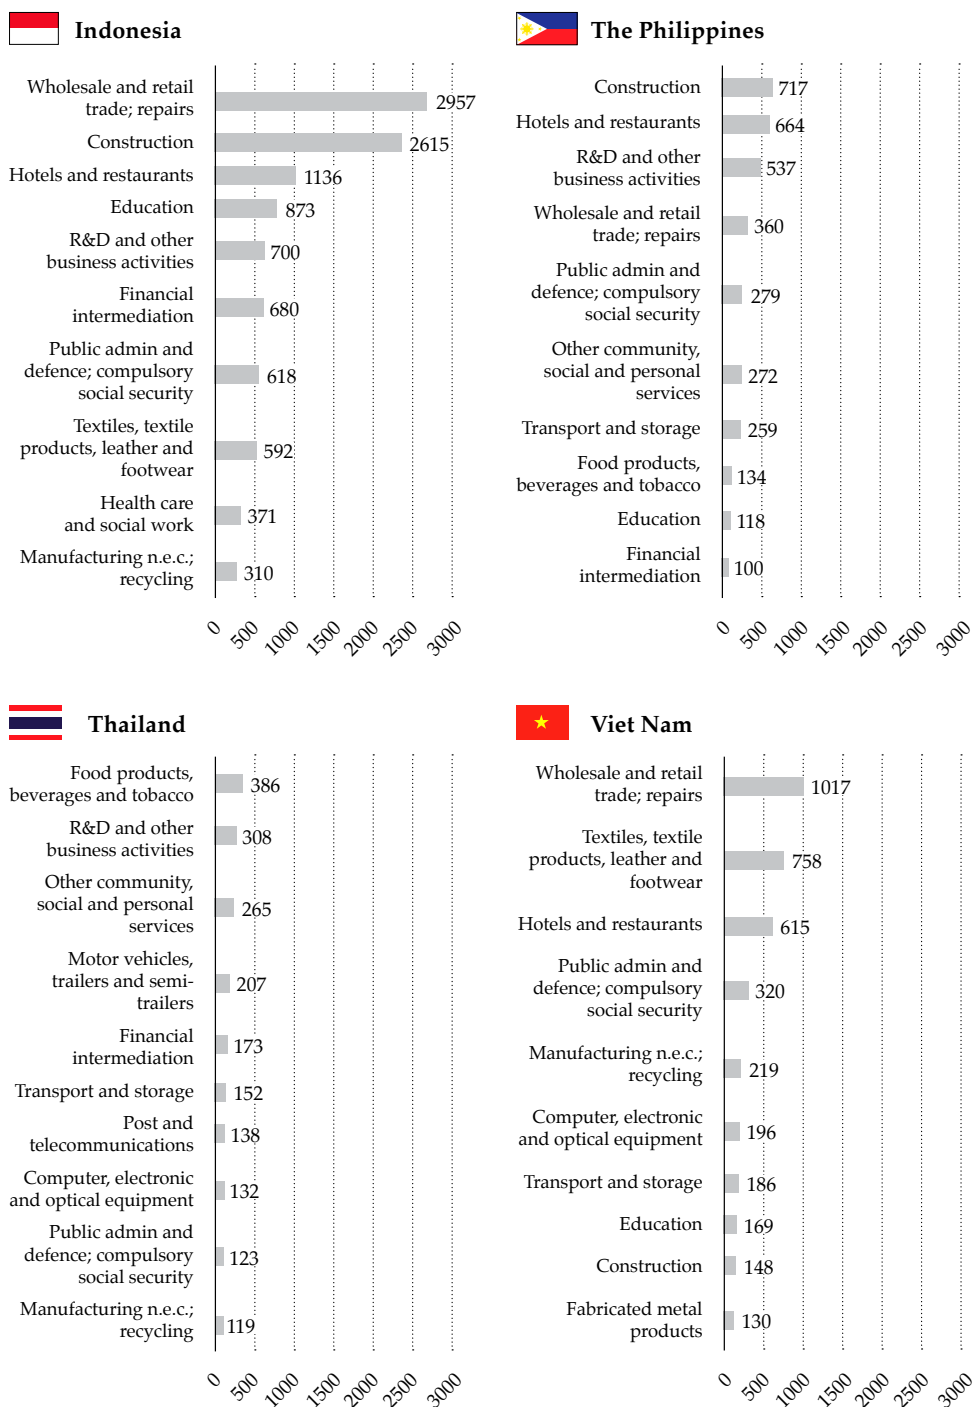 Indonesia
Wholesale and retail
trade; repairs
2957
Construction
2615
Hotels and restaurants
1136
Education
873
R&D and other
business activities
700
Financial
intermediation
680
Public admin and
defence; compulsory
social security
618
Textiles, textile
products, leather and
footwear
592
Health care
and social work
371
Manufacturing n.e.c.;
recycling
310
0
500
1000
1500
2000
2500
3000
The Philippines
Construction
717
Hotels and restaurants
664
R&D and other
business activities
537
Wholesale and retail
trade; repairs
360
Public admin and
defence; compulsory
social security
279
Other community,
social and personal
services
272
Transport and storage
259
Food products,
beverages and tobacco
134
Education
118
Financial
intermediation
100
0
500
1000
1500
2000
2500
3000
Thailand
Food products,
beverages and tobacco
386
R&D and other
business activities
308
Other community,
social and personal
services
265
Motor vehicles,
trailers and semi-
trailers
207
Financial
intermediation
173
Transport and storage
152
Post and
telecommunications
138
Computer, electronic
and optical equipment
132
Public admin and
defence; compulsory
social security
123
Manufacturing n.e.c.;
recycling
119
0
500
1000
1500
2000
2500
3000
Viet Nam
Wholesale and retail
trade; repairs
1017
Textiles, textile
products, leather and
footwear
758
Hotels and restaurants
615
Public admin and
defence; compulsory
social security
320
Manufacturing n.e.c.;
recycling
219
Computer, electronic
and optical equipment
196
Transport and storage
186
Education
169
Construction
148
Fabricated metal
products
130
0
500
1000
1500
2000
2500
3000